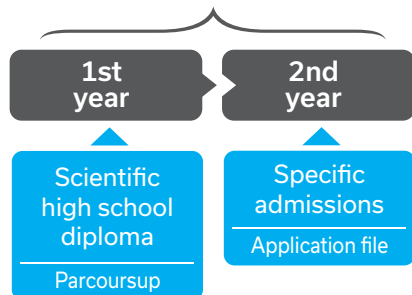 1st
year
2nd
year
Scientific
high school
diploma
Parcoursup
Specific
admissions
Application file